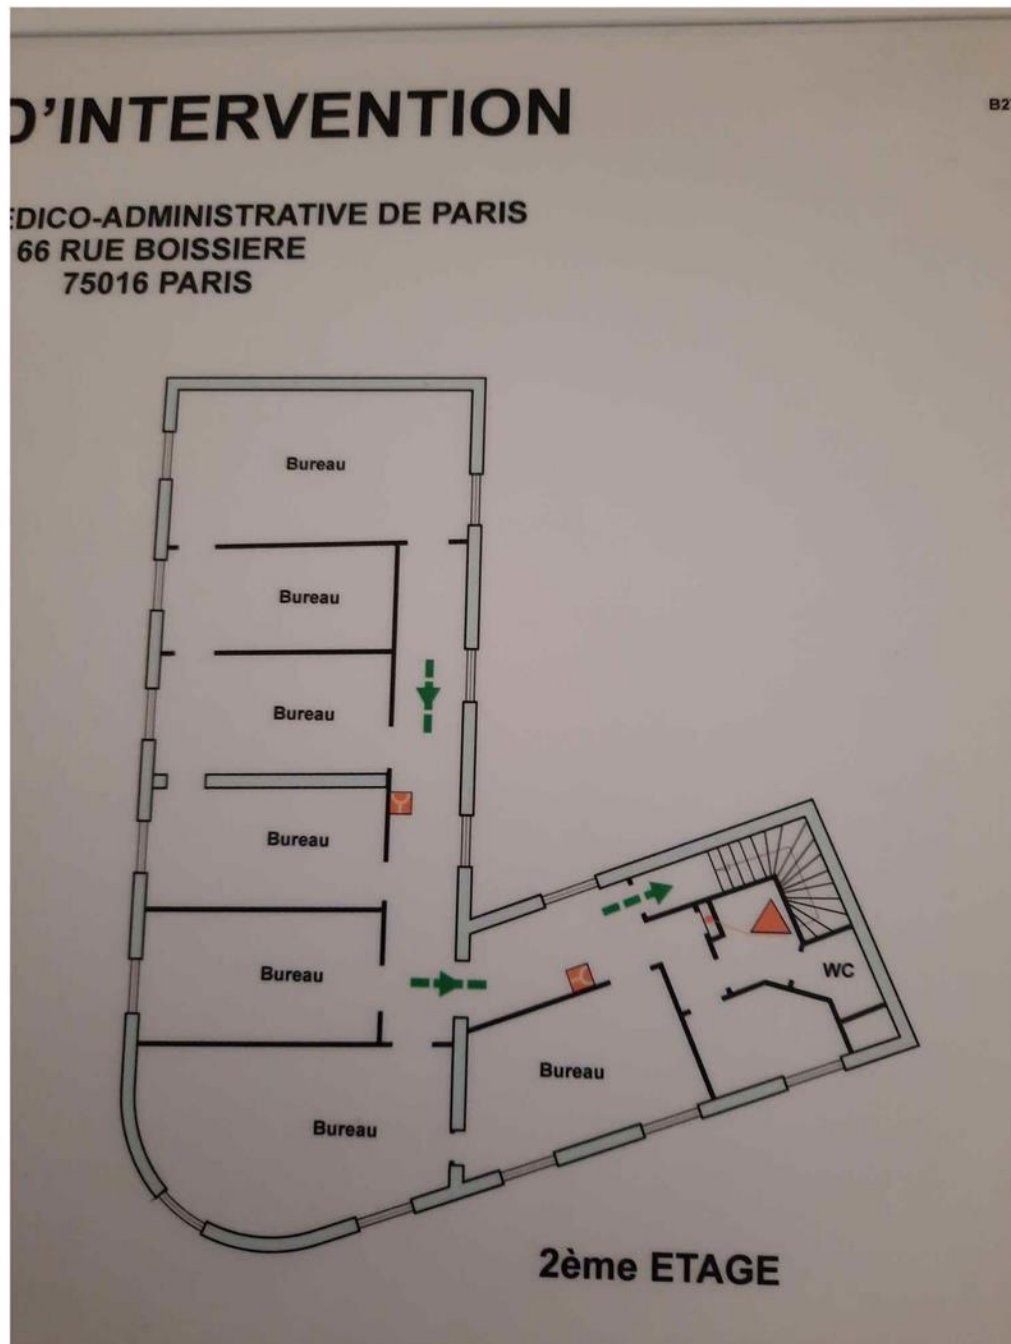 D'INTERVENTION
B2
EDICO-ADMINISTRATIVE DE PARIS
66 RUE BOISSIERE
75016 PARIS
Bureau
Bureau
Bureau
Bureau
Bureau
WC
Bureau
Bureau
2ème ETAGE